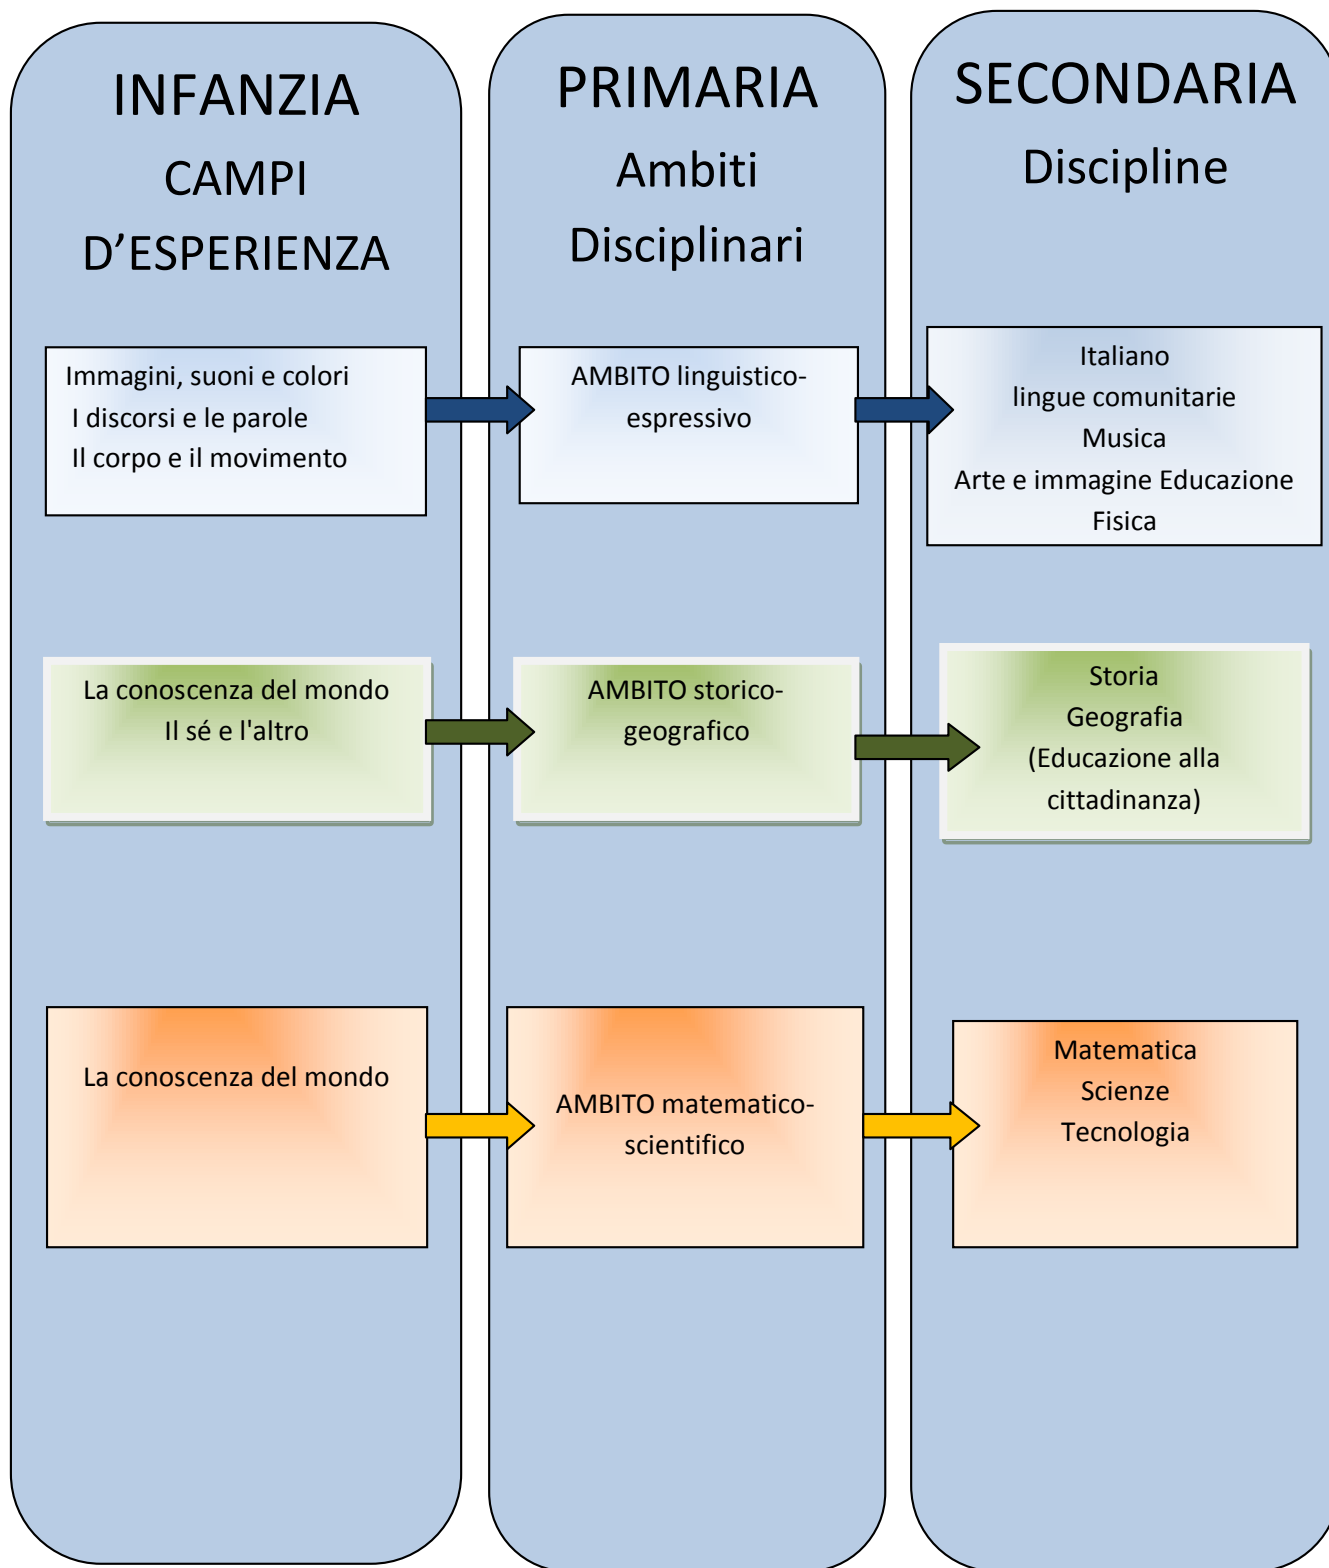 INFANZIA
CAMPI
D’ESPERIENZA
Immagini, suoni e colori
I discorsi e le parole
Il corpo e il movimento
La conoscenza del mondo
Il sé e l'altro
La conoscenza del mondo
PRIMARIA
Ambiti
Disciplinari
AMBITO linguistico-
espressivo
AMBITO storico-
geografico
AMBITO matematico-
scientifico
SECONDARIA
Discipline
Italiano
lingue comunitarie
Musica
Arte e immagine Educazione
Fisica
Storia
Geografia
(Educazione alla
cittadinanza)
Matematica
Scienze
Tecnologia